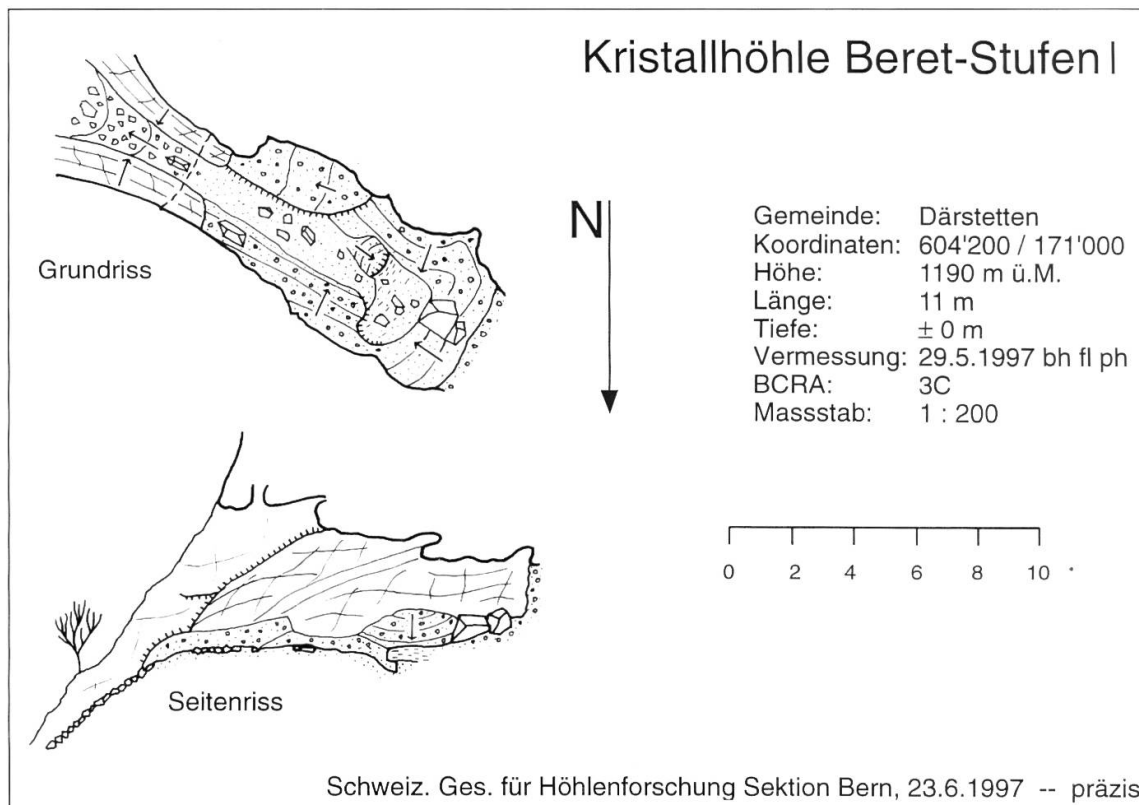 Kristallhöhle Beret-Stufen I
Grundriss
N
Gemeinde: Därstetten
Koordinaten: 604'200 / 171'000
Höhe: 1190 m ü.M.
Länge: 11 m
Tiefe: ± 0 m
Vermessung: 29.5.1997 bh fl ph
BCRA: 3C
Massstab: 1 : 200
0 2 4 6 8 10
Seitenriss
Schweiz. Ges. für Höhlenforschung Sektion Bern, 23.6.1997 -- präzis